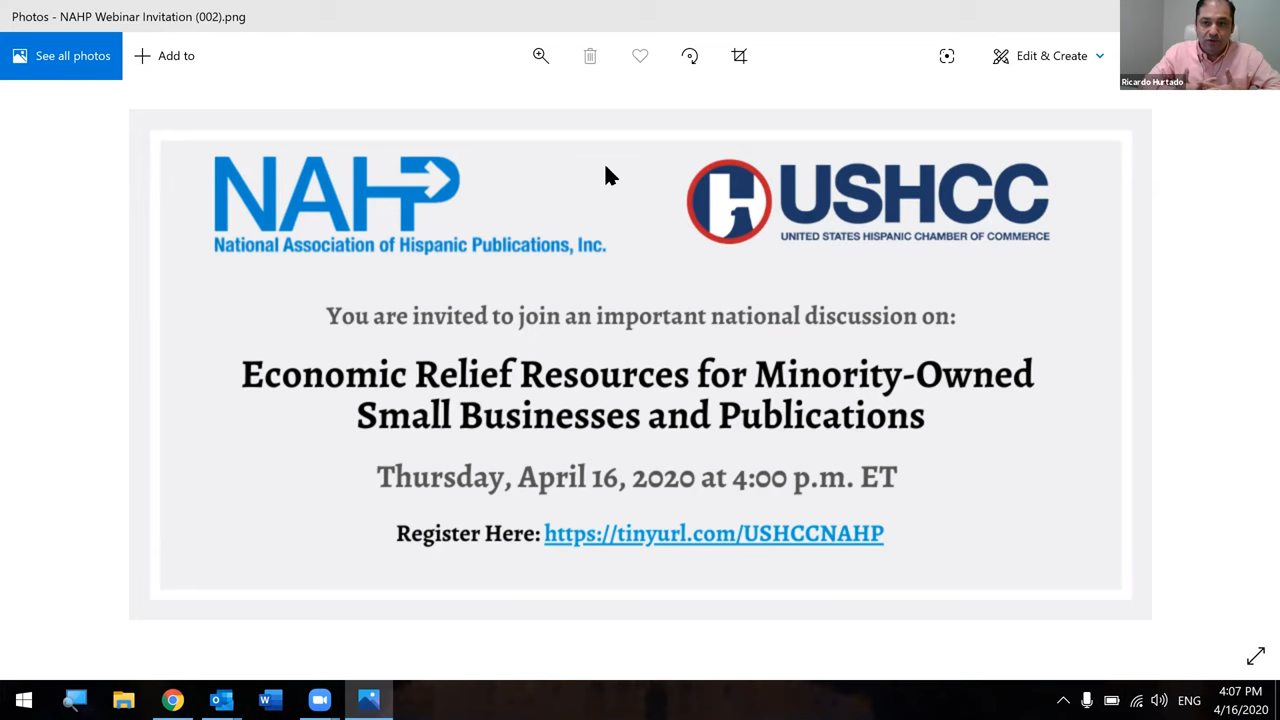 Photos - NAHP Webinar Invitation (002).png
See all photos
Add to
Edit & Create
Ricardo Hurtado
NAHP
National Association of Hispanic Publications, Inc.
USHCC
UNITED STATES HISPANIC CHAMBER OF COMMERCE
You are invited to join an important national discussion on:
Economic Relief Resources for Minority-Owned
Small Businesses and Publications
Thursday, April 16, 2020 at 4:00 p.m. ET
Register Here: https://tinyurl.com/USHCCNAHP
ENG
4:07 PM
4/16/2020